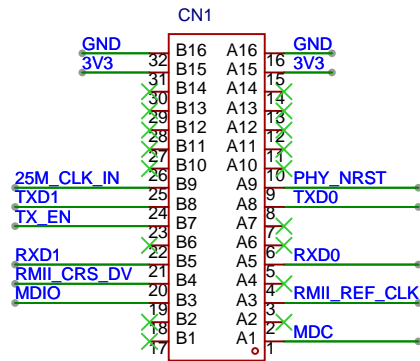 CN1
GND B16 A16 GND
3V3 32 B15 A15 16 3V3
31 B14 A14 15
30 B13 A13 14
29 B12 A12 13
28 B11 A11 12
27 B10 A10 11
25M_CLK_IN 26 B9 A9 10 PHY_NRST
TXD1 25 B8 A8 9 TXD0
TX_EN 24 B7 A7 8
23 B6 A6 7
RXD1 22 B5 A5 6 RXD0
RMII_CRS_DV 21 B4 A4 5
MDIO 20 B3 A3 4 RMII_REF_CLK
19 B2 A2 3
18 B1 A1 2 MDC
17 1